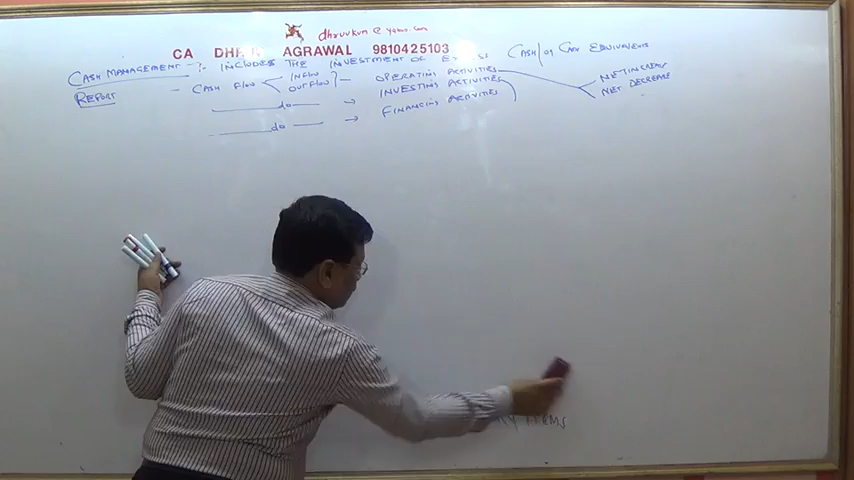 dhruvkum@yahoo.com
CA DH AGRAWAL 9810425103
CASH MANAGEMENT -:- INCLUDES THE INVESTMENT OF EXCESS CASH/OR CASH EQUIVALENTS
REPORT - CASH FLOW INFLOW OUTFLOW - OPERATING ACTIVITIES NET INCREASE NET DECREASE
do → INVESTING ACTIVITIES
do → FINANCING ACTIVITIES